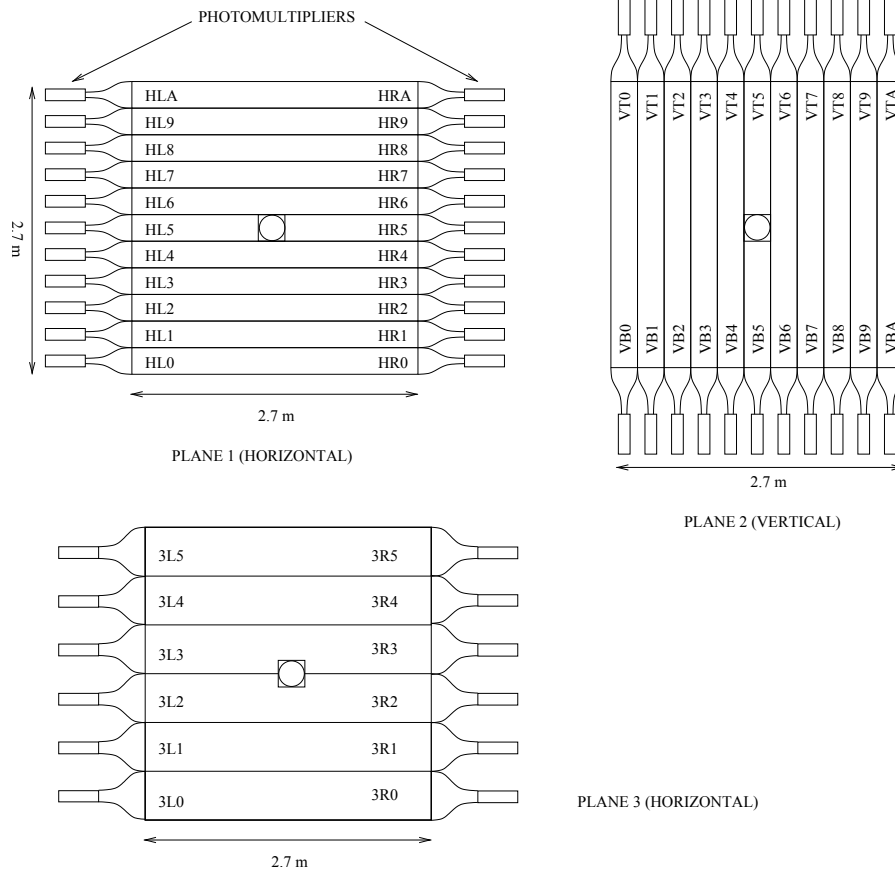 PHOTOMULTIPLIERS
HLA HRA
HL9 HR9
HL8 HR8
HL7 HR7
HL6 HR6
HL5 HR5
HL4 HR4
HL3 HR3
HL2 HR2
HL1 HR1
HL0 HR0
2.7 m
2.7 m
PLANE 1 (HORIZONTAL)
VT0 VT1 VT2 VT3 VT4 VT5 VT6 VT7 VT8 VT9 VTA
VB0 VB1 VB2 VB3 VB4 VB5 VB6 VB7 VB8 VB9 VBA
2.7 m
PLANE 2 (VERTICAL)
3L5 3R5
3L4 3R4
3L3 3R3
3L2 3R2
3L1 3R1
3L0 3R0
2.7 m
PLANE 3 (HORIZONTAL)